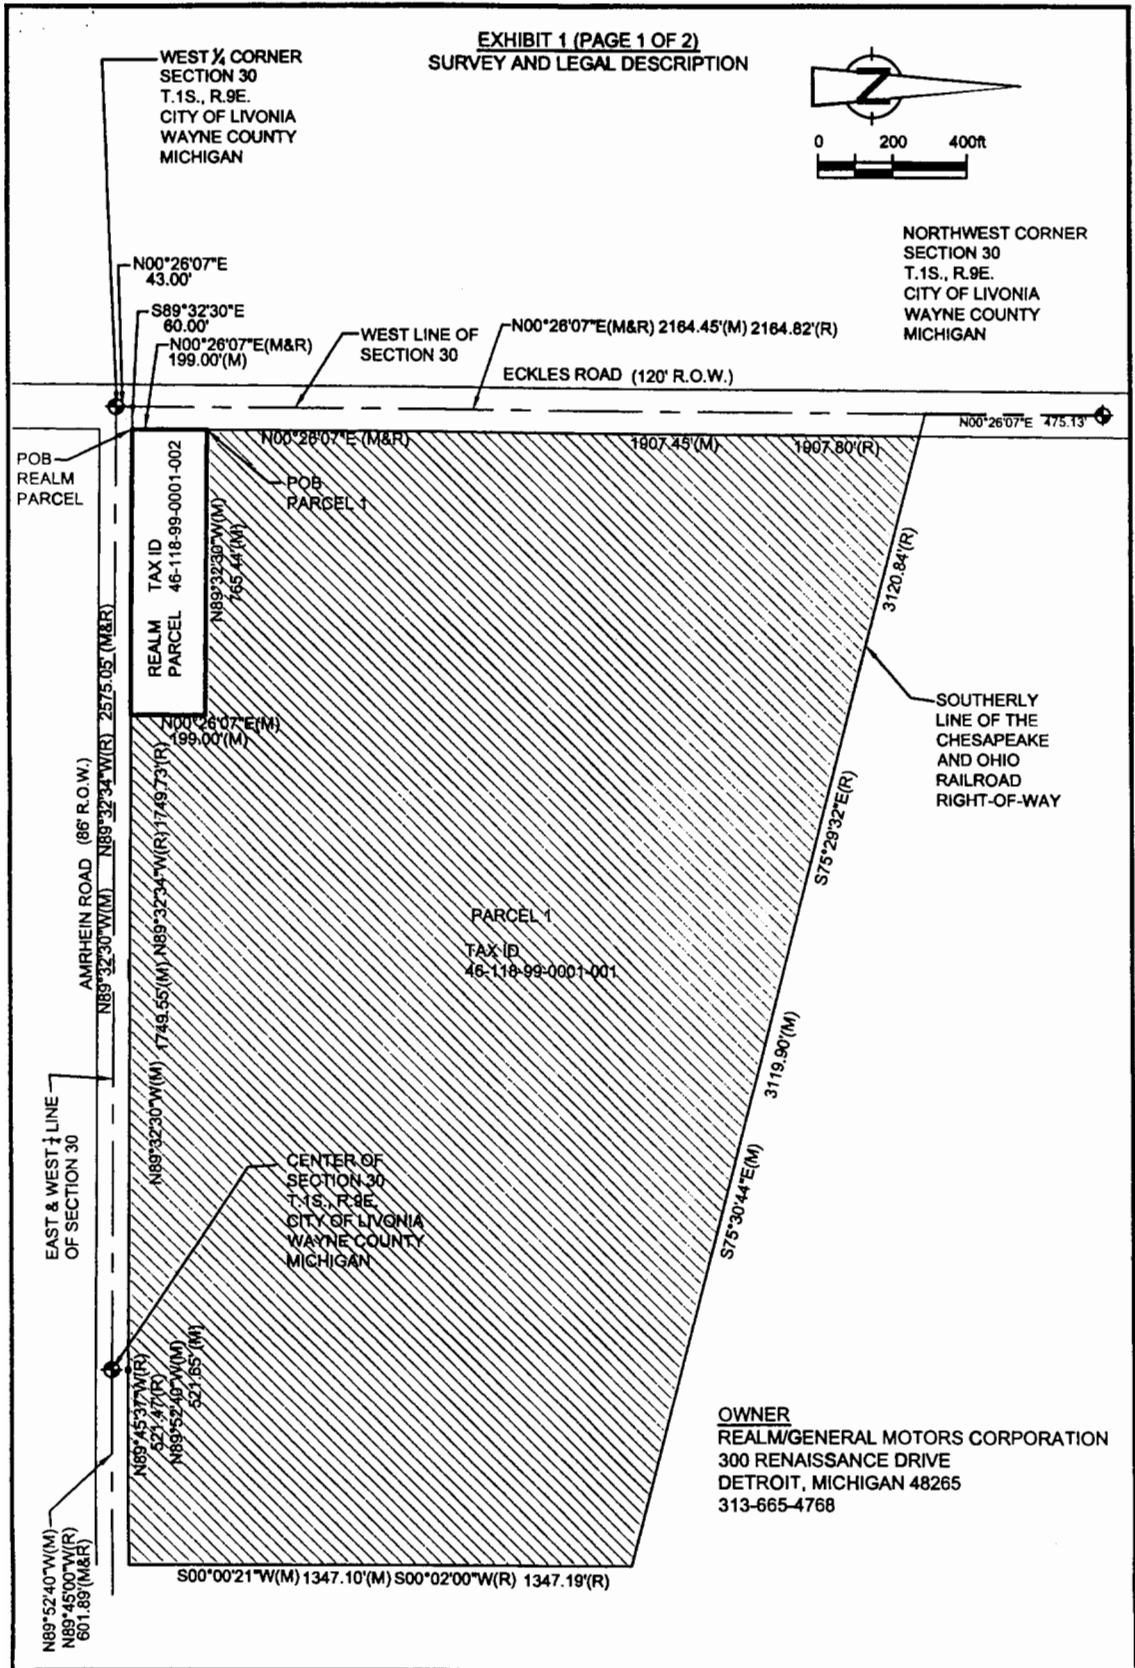 EXHIBIT 1 (PAGE 1 OF 2)
SURVEY AND LEGAL DESCRIPTION
WEST ¼ CORNER
SECTION 30
T.1S., R.9E.
CITY OF LIVONIA
WAYNE COUNTY
MICHIGAN
Z
0 200 400ft
NORTHWEST CORNER
SECTION 30
T.1S., R.9E.
CITY OF LIVONIA
WAYNE COUNTY
MICHIGAN
N00°26'07"E
43.00'
S89°32'30"E
60.00'
N00°26'07"E(M&R)
199.00'(M)
WEST LINE OF
SECTION 30
N00°26'07"E(M&R) 2164.45'(M) 2164.82'(R)
ECKLES ROAD (120' R.O.W.)
N00°26'07"E 475.13'
POB
REALM
PARCEL
N00°26'07"E (M&R)
1907.45'(M)
1907.80'(R)
POB
PARCEL 1
REALM TAX ID
PARCEL 46-118-99-0001-002
N89°32'30"W(M)
765.44'(M)
N00°26'07"E(M)
199.00'(M)
3120.84'(R)
SOUTHERLY
LINE OF THE
CHESAPEAKE
AND OHIO
RAILROAD
RIGHT-OF-WAY
S75°29'32"E(R)
AMRHEIN ROAD (86' R.O.W.)
N89°32'30"W(M) N89°32'34"W(R) 2575.05' (M&R)
N89°32'30"W(M) 1749.55'(M) N89°32'34"W(R) 1749.73'(R)
PARCEL 1
TAX ID
46-118-99-0001-001
3119.90'(M)
S75°30'44"E(M)
EAST & WEST ¼ LINE
OF SECTION 30
CENTER OF
SECTION 30
T.1S., R.9E.
CITY OF LIVONIA
WAYNE COUNTY
MICHIGAN
N89°45'37"W(R)
521.47'(R)
N89°52'40"W(M)
521.65'(M)
OWNER
REALM/GENERAL MOTORS CORPORATION
300 RENAISSANCE DRIVE
DETROIT, MICHIGAN 48265
313-665-4768
N89°52'40"W(M)
N89°45'00"W(R)
601.89'(M&R)
S00°00'21"W(M) 1347.10'(M) S00°02'00"W(R) 1347.19'(R)